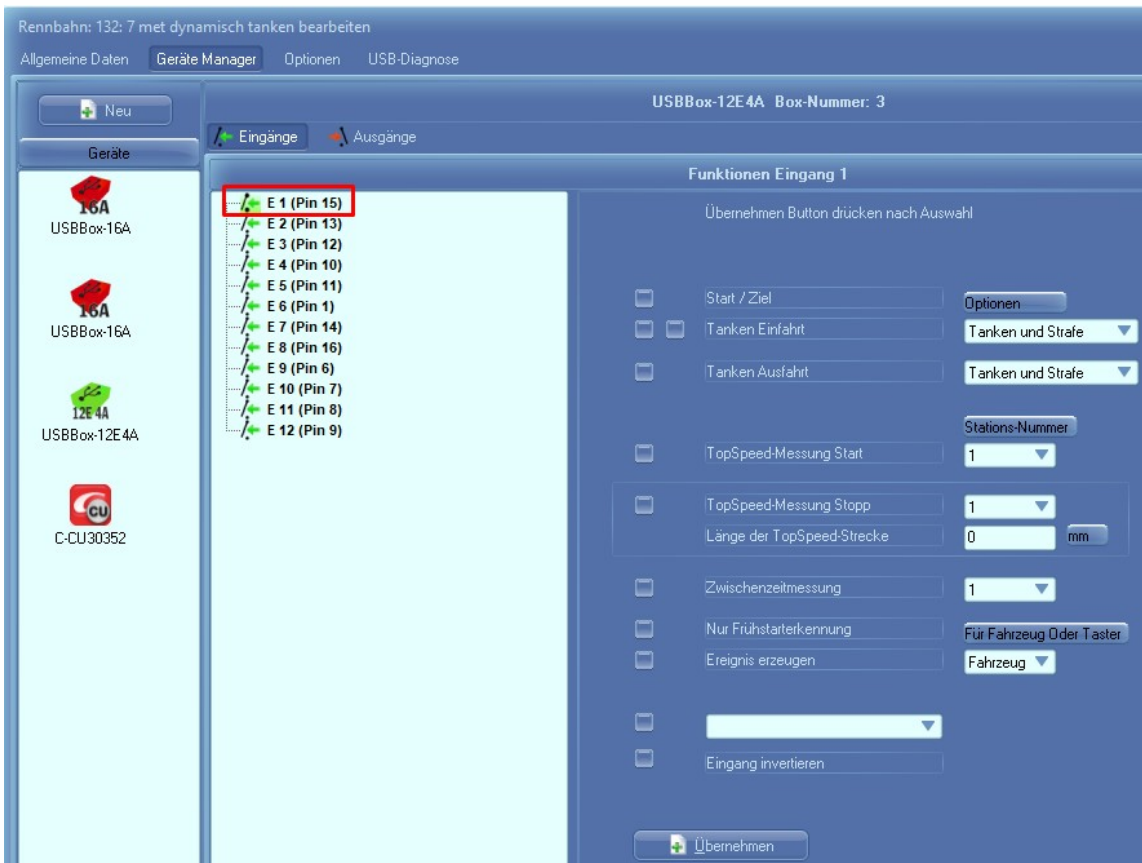 Rennbahn: 132: 7 met dynamisch tanken bearbeiten
Allgemeine Daten Geräte Manager Optionen USB-Diagnose
Neu
USBBox-12E4A Box-Nummer: 3
Eingänge Ausgänge
Geräte
Funktionen Eingang 1
16A
USBBox-16A
16A
USBBox-16A
12E 4A
USBBox-12E4A
CU
C-CU30352
E 1 (Pin 15)
E 2 (Pin 13)
E 3 (Pin 12)
E 4 (Pin 10)
E 5 (Pin 11)
E 6 (Pin 1)
E 7 (Pin 14)
E 8 (Pin 16)
E 9 (Pin 6)
E 10 (Pin 7)
E 11 (Pin 8)
E 12 (Pin 9)
Übernehmen Button drücken nach Auswahl
Start / Ziel Optionen
Tanken Einfahrt Tanken und Strafe
Tanken Ausfahrt Tanken und Strafe
Stations-Nummer
TopSpeed-Messung Start 1
TopSpeed-Messung Stopp 1
Länge der TopSpeed-Strecke 0 mm
Zwischenzeitmessung 1
Nur Frühstarterkennung Für Fahrzeug Oder Taster
Ereignis erzeugen Fahrzeug
Eingang invertieren
Übernehmen